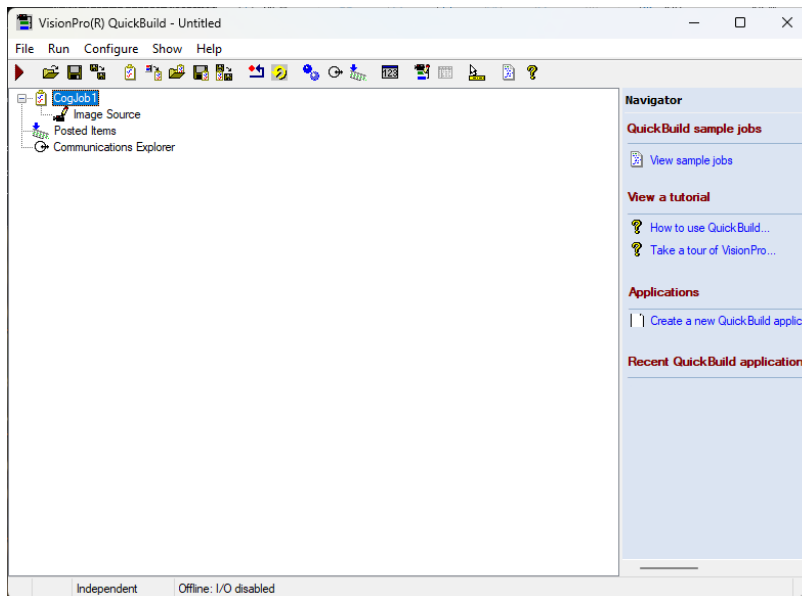 VisionPro(R) QuickBuild - Untitled
File Run Configure Show Help
123
CogJob1
Image Source
Posted Items
Communications Explorer
Navigator
QuickBuild sample jobs
View sample jobs
View a tutorial
How to use QuickBuild...
Take a tour of VisionPro...
Applications
Create a new QuickBuild applic
Recent QuickBuild application
Independent Offline: I/O disabled